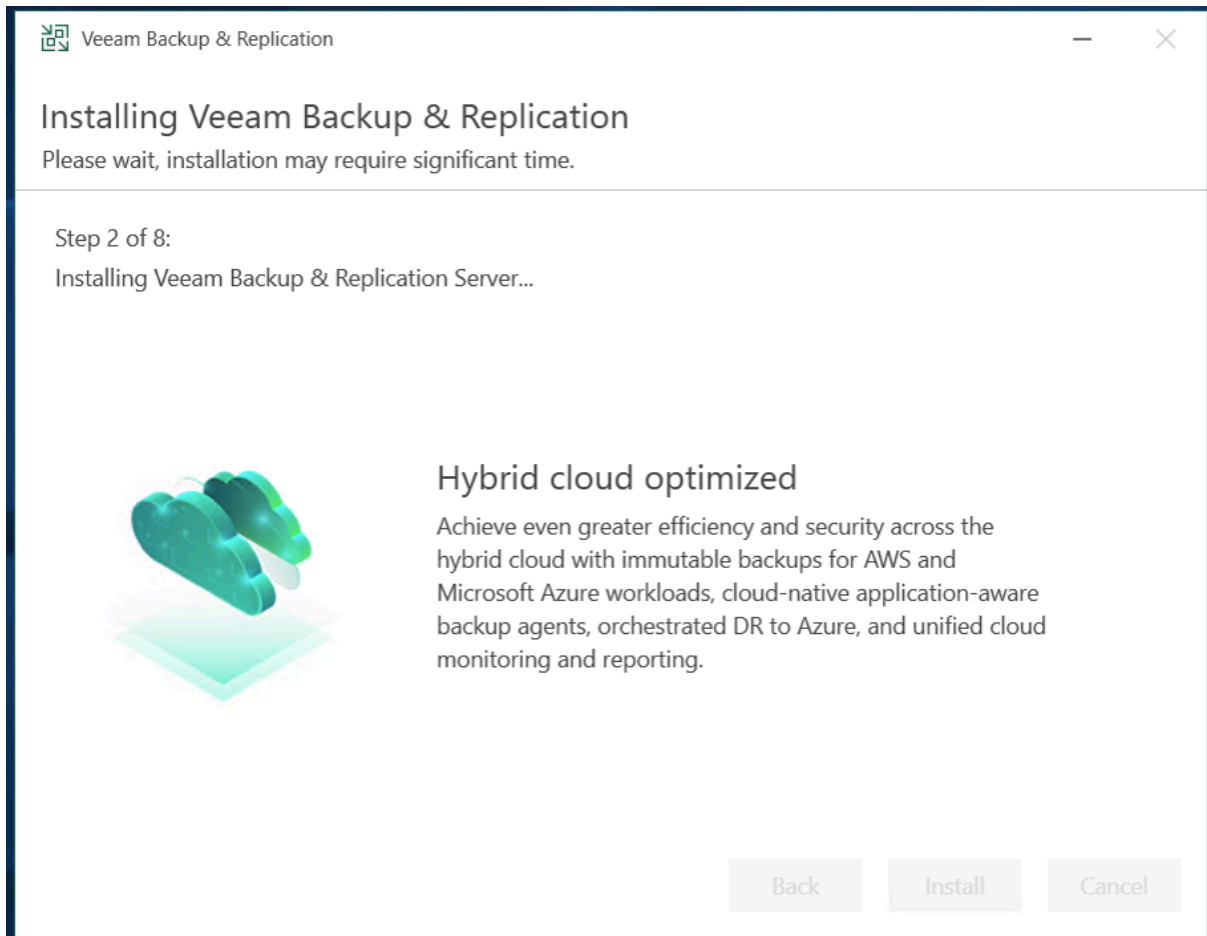 Veeam Backup & Replication
Installing Veeam Backup & Replication
Please wait, installation may require significant time.
Step 2 of 8:
Installing Veeam Backup & Replication Server...
Hybrid cloud optimized
Achieve even greater efficiency and security across the
hybrid cloud with immutable backups for AWS and
Microsoft Azure workloads, cloud-native application-aware
backup agents, orchestrated DR to Azure, and unified cloud
monitoring and reporting.
Back Install Cancel